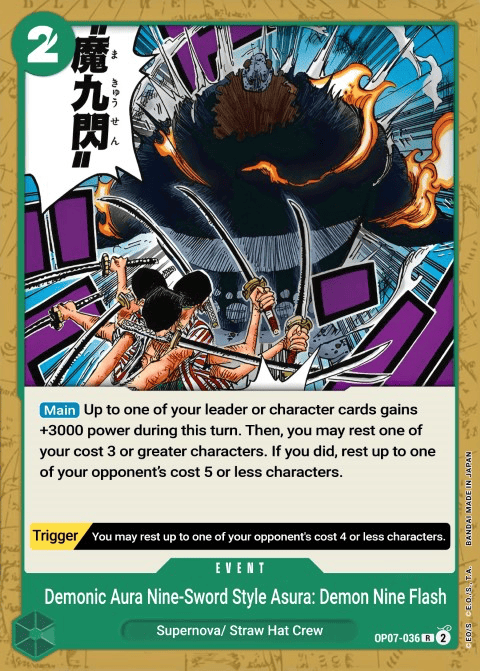 2
"魔九閃"
ま
きゅう
せん
Main Up to one of your leader or character cards gains
+3000 power during this turn. Then, you may rest one of
your cost 3 or greater characters. If you did, rest up to one
of your opponent's cost 5 or less characters.
Trigger You may rest up to one of your opponent's cost 4 or less characters.
EVENT
Demonic Aura Nine-Sword Style Asura: Demon Nine Flash
Supernova/ Straw Hat Crew
OP07-036 R 2
©E.O./S. ©E.O./S.,T.A. BANDAI MADE IN JAPAN